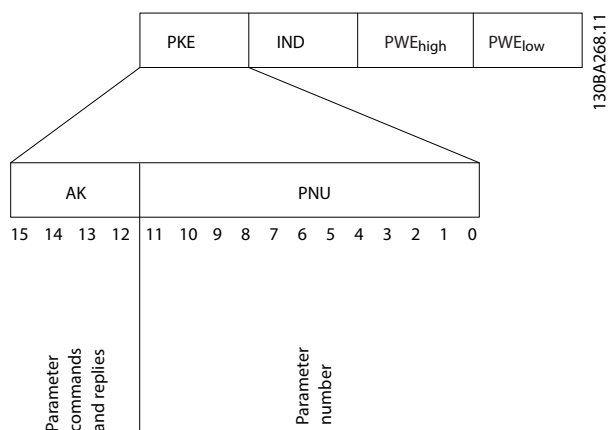 PKE IND PWEhigh PWElow
130BA268.11
AK PNU
15 14 13 12 11 10 9 8 7 6 5 4 3 2 1 0
Parameter
commands
and replies
Parameter
number